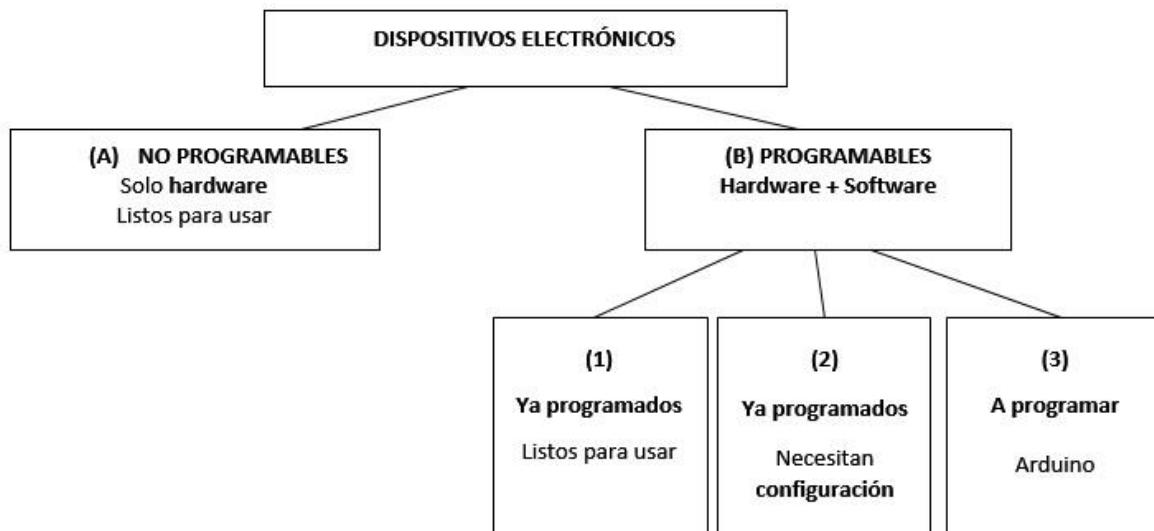 DISPOSITIVOS ELECTRÓNICOS
(A) NO PROGRAMABLES
Solo hardware
Listos para usar
(B) PROGRAMABLES
Hardware + Software
(1)
Ya programados
Listos para usar
(2)
Ya programados
Necesitan
configuración
(3)
A programar
Arduino